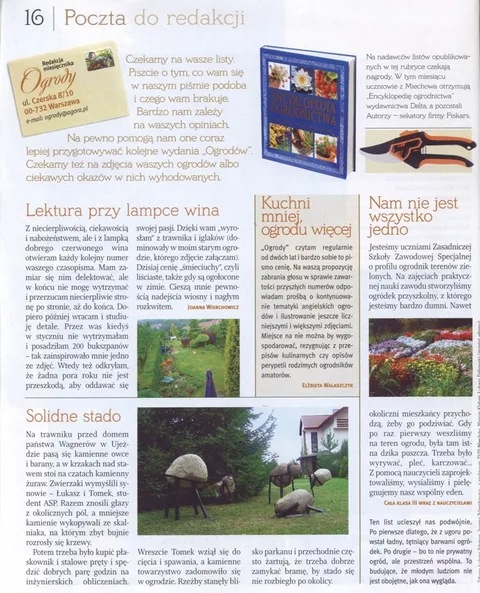 16 | Poczta do redakcji
Redakcja
miesięcznika
Ogrody
ul. Czerska 8/10
00-732 Warszawa
e-mail: ogrody@agora.pl
Czekamy na wasze listy.
Piszcie o tym, co wam się
w naszym piśmie podoba
i czego wam brakuje.
Bardzo nam zależy
na waszych opiniach.
Na pewno pomogą nam one coraz
lepiej przygotowywać kolejne wydania „Ogrodów”.
Czekamy też na zdjęcia waszych ogrodów albo
ciekawych okazów w nich wyhodowanych.
ENCYKLOPEDIA
OGRODNICTWA
Na nadawców listów opublikowa-
nych w tej rubryce czekają
nagrody. W tym miesiącu
uczniowie z Miechowa otrzymują
„Encyklopedię ogrodnictwa”
wydawnictwa Delta, a pozostali
Autorzy – sekatory firmy Fiskars.
Lektura przy lampce wina
Z niecierpliwością, ciekawością
i nabożeństwem, ale i z lampką
dobrego czerwonego wina
otwieram każdy kolejny numer
waszego czasopisma. Mam za-
miar się nim delektować, ale
w końcu nie mogę wytrzymać
i przerzucam niecierpliwie stro-
nę po stronie, aż do końca. Do-
piero później wracam i studiu-
ję detale. Przez was kiedyś
w styczniu nie wytrzymałam
i posadziłam 200 bukszpanów
– tak zainspirowało mnie jedno
ze zdjęć. Wtedy też odkryłam,
że żadna pora roku nie jest
przeszkodą, aby oddawać się
swojej pasji. Dzięki wam „wyro-
słam” z trawnika i iglaków (do-
minowały w moim starym ogro-
dzie, którego zdjęcie załączam).
Dzisiaj cenię „śmieciuchy”, czyli
liściaste, także gdy są ogołocone
w zimie. Cieszą mnie pewno-
ścią nadejścia wiosny i nagłym
rozkwitem. Joanna Wierchowicz
Kuchni
mniej,
ogrodu więcej
„Ogrody” czytam regularnie
od dwóch lat i bardzo sobie to pi-
smo cenię. Na waszą propozycję
zabrania głosu w sprawie zawar-
tości przyszłych numerów odpo-
wiadam prośbą o kontynuowa-
nie tematyki angielskich ogro-
dów i ilustrowanie jeszcze licz-
niejszymi i większymi zdjęciami.
Miejsce na nie można by wygo-
spodarować, rezygnując z prze-
pisów kulinarnych czy opisów
perypetii rodzimych ogrodników
amatorów.
Elżbieta Walaszczyk
Nam nie jest
wszystko
jedno
Jesteśmy uczniami Zasadniczej
Szkoły Zawodowej Specjalnej
o profilu ogrodnik terenów zie-
lonych. Na zajęciach praktycz-
nej nauki zawodu stworzyliśmy
ogródek przyszkolny, z którego
jesteśmy bardzo dumni. Nawet
okoliczni mieszkańcy przycho-
dzą, żeby go podziwiać. Gdy
po raz pierwszy weszliśmy
na teren ogrodu, była tam ist-
na dzika puszcza. Trzeba było
wyrywać, pleć, karczować...
Z pomocą nauczycieli zaprojek-
towaliśmy, wysialiśmy i pielę-
gnujemy nasz wspólny eden.
Cała klasa III wraz z nauczycielami
Ten list ucieszył nas podwójnie.
Po pierwsze dlatego, że z ugoru po-
wstał ładny, tętniący barwami ogró-
dek. Po drugie – bo to nie prywatny
ogród, ale przestrzeń wspólna. To
budujące, że młodym ludziom nie
jest obojętne, jak ona wygląda.
Solidne stado
Na trawniku przed domem
państwa Wagnerów w Ujeź-
dzie pasą się kamienne owce
i barany, a w krzakach nad sta-
wem stoi na czatach kamienny
żuraw. Zwierzaki wymyślili sy-
nowie – Łukasz i Tomek, stu-
dent ASP. Razem znosili głazy
z okolicznych pól, a mniejsze
kamienie wykopywali ze skal-
niaka, na którym zbyt bujnie
rozrosły się krzewy.
Potem trzeba było kupić pła-
skownik i stalowe pręty i spę-
dzić dobrych parę godzin na
inżynierskich obliczeniach.
Wreszcie Tomek wziął się do
cięcia i spawania, a kamienne
towarzystwo zadomowiło się
w ogrodzie. Rzeźby stanęły bli-
sko parkanu i przechodnie czę-
sto żartują, że trzeba dobrze
zamykać bramę, by stado się
nie rozbiegło po okolicy.